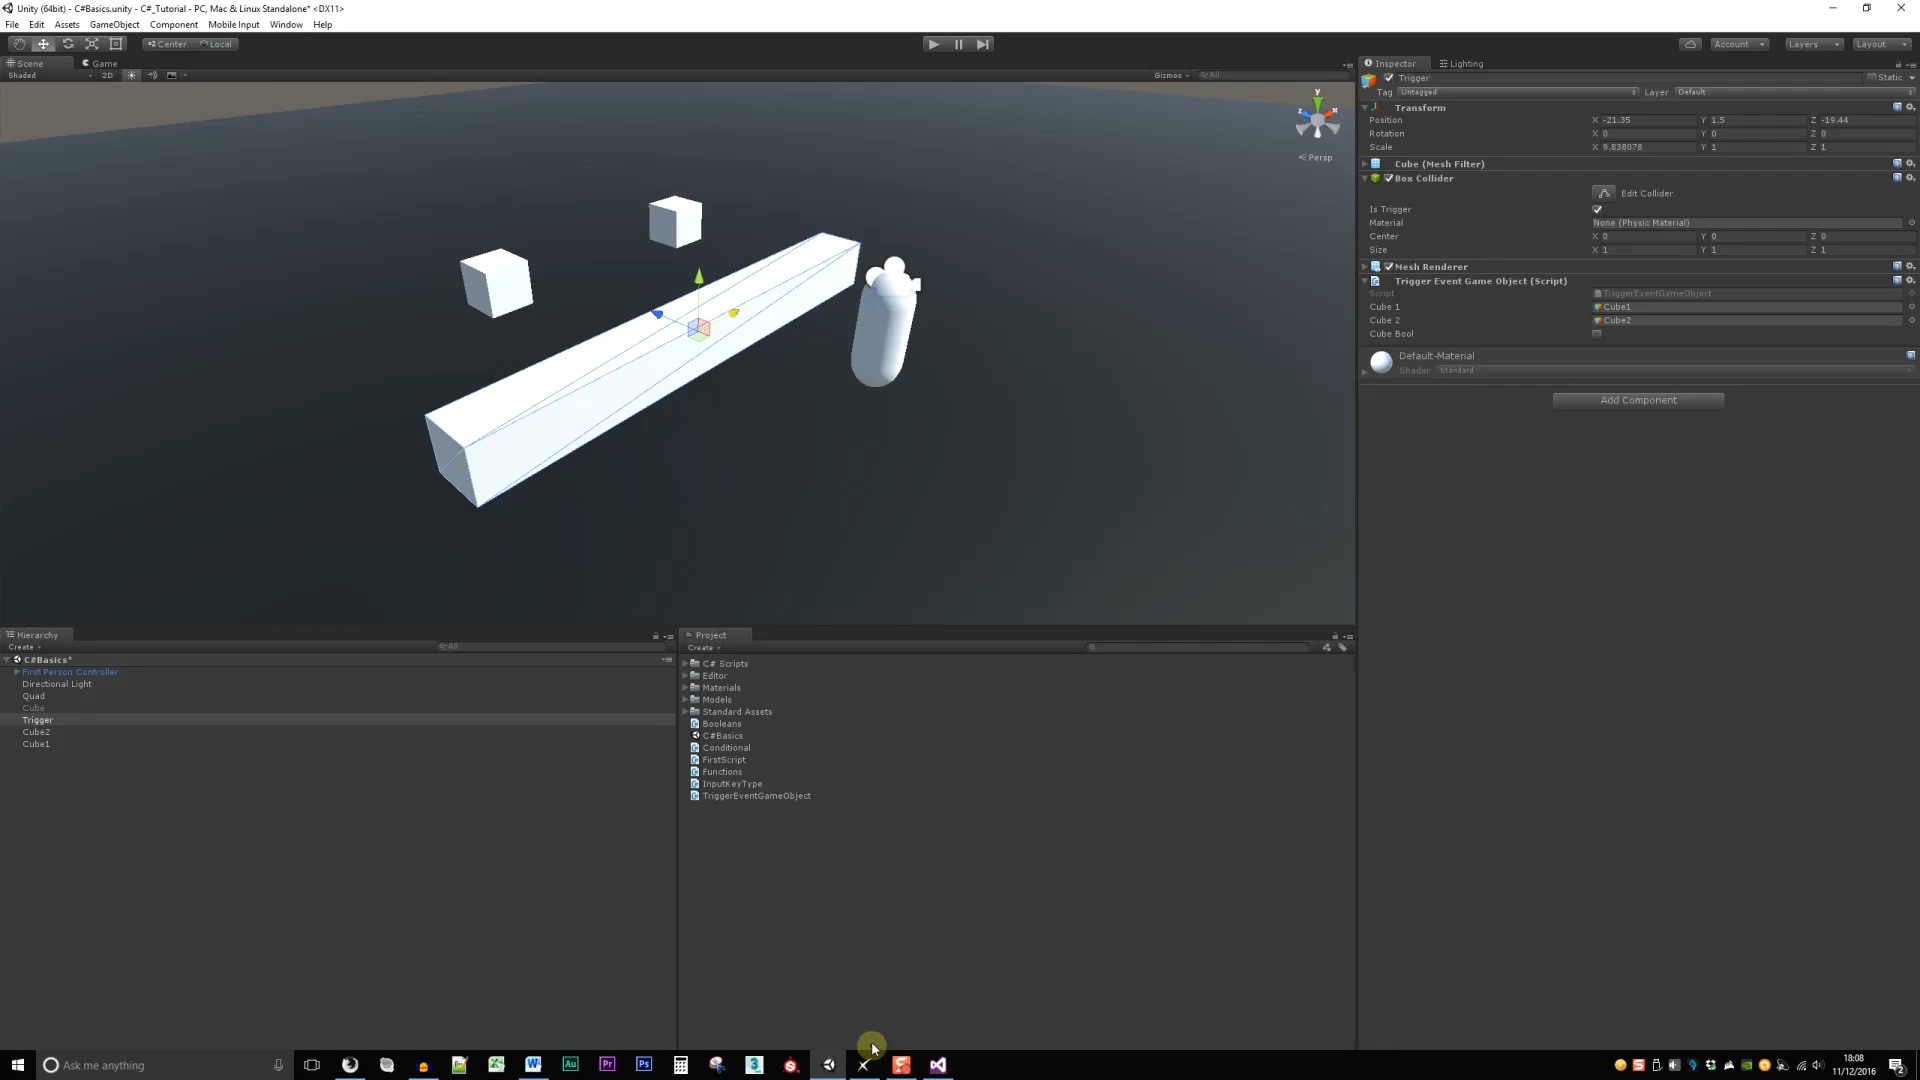 Unity (64bit) - C#Basics.unity - C#_Tutorial - PC, Mac & Linux Standalone* <DX11>
File Edit Assets GameObject Component Mobile Input Window Help
Center Local Account Layers Layout
Scene Game Inspector Lighting
Shaded 2D Gizmos All
Trigger Static
Tag Untagged Layer Default
Transform
Position X -21.35 Y 1.5 Z -19.44
Rotation X 0 Y 0 Z 0
Scale X 9.838078 Y 1 Z 1
y
z x
Persp
Cube (Mesh Filter)
Box Collider
Edit Collider
Is Trigger
Material None (Physic Material)
Center X 0 Y 0 Z 0
Size X 1 Y 1 Z 1
Mesh Renderer
Trigger Event Game Object (Script)
Script TriggerEventGameObject
Cube 1 Cube1
Cube 2 Cube2
Cube Bool
Default-Material
Shader Standard
Add Component
Hierarchy
Create All
C#Basics*
First Person Controller
Directional Light
Quad
Cube
Trigger
Cube2
Cube1
Project
Create
C# Scripts
Editor
Materials
Models
Standard Assets
Booleans
C#Basics
Conditional
FirstScript
Functions
InputKeyType
TriggerEventGameObject
Ask me anything
Au Pr Ps
18:08
11/12/2016